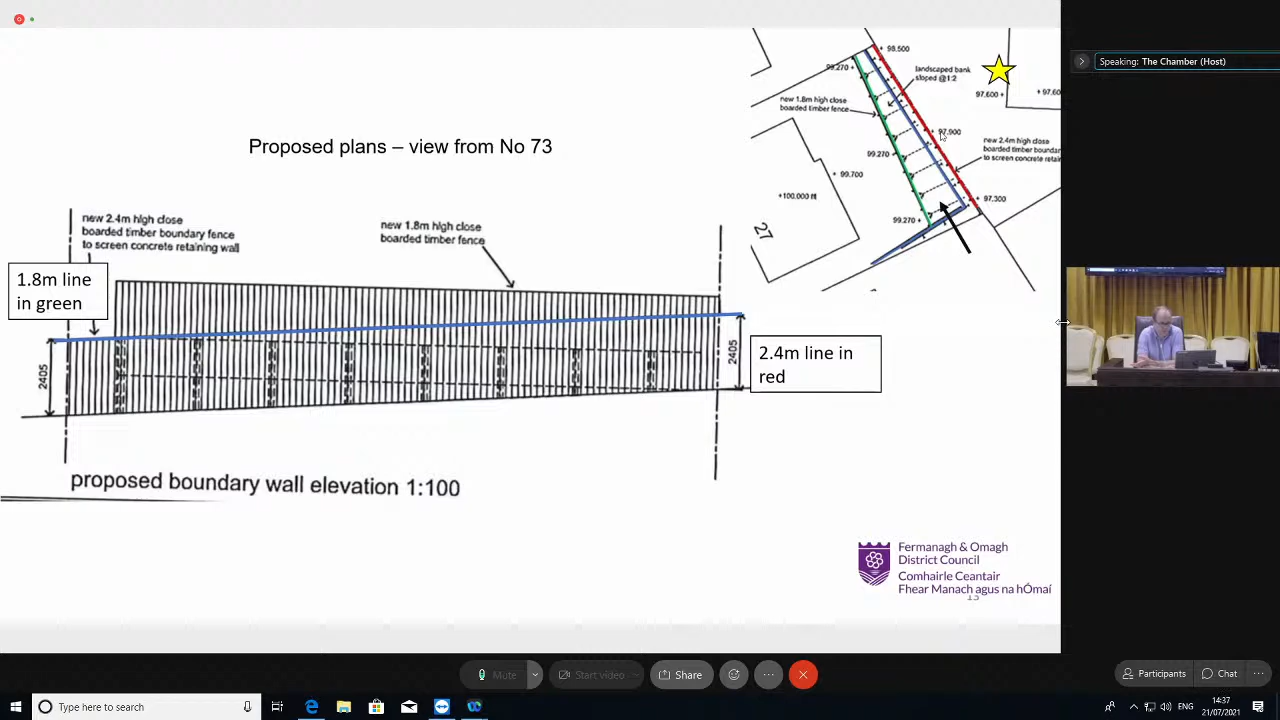 Speaking: The Chamber (Host)
Proposed plans – view from No 73
new 2.4m high close
boarded timber boundary fence
to screen concrete retaining wall
new 1.8m high close
boarded timber fence
1.8m line
in green
2.4m line in
red
2405
2405
proposed boundary wall elevation 1:100
+ 98.500
99.270 +
landscaped bank
sloped @1:2
new 1.8m high close
boarded timber fence
97.600 +
+ 97.60
+ 97.900
new 2.4m high close
boarded timber boundar
to screen concrete retai
99.270 +
+ 99.700
+100.000 ffl
+ 97.300
99.270 +
27
Fermanagh & Omagh
District Council
Comhairle Ceantair
Fhear Manach agus na hÓmaí
13
Mute
Start video
Share
Participants
Chat
Type here to search
ENG
14:37
21/07/2021